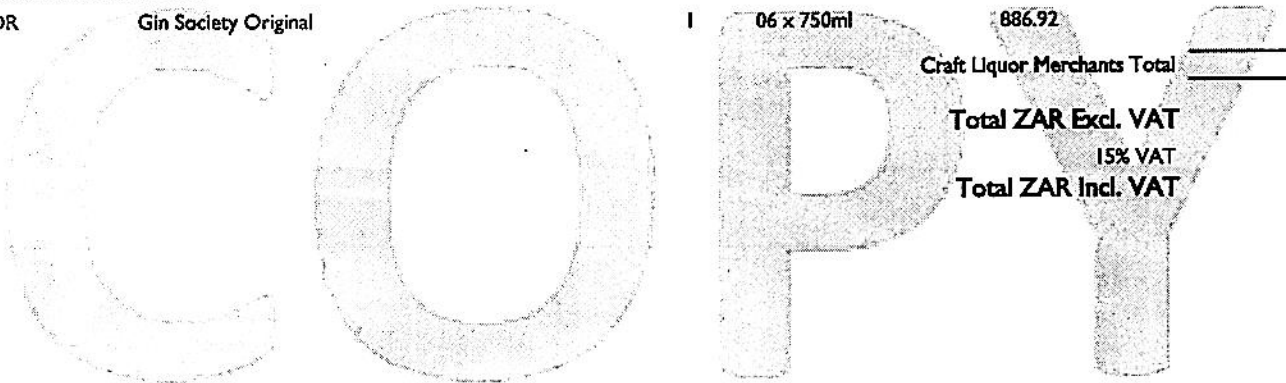 OR Gin Society Original 1 06 x 750ml 886.92
Craft Liquor Merchants Total
Total ZAR Excl. VAT
15% VAT
Total ZAR Incl. VAT
COPY